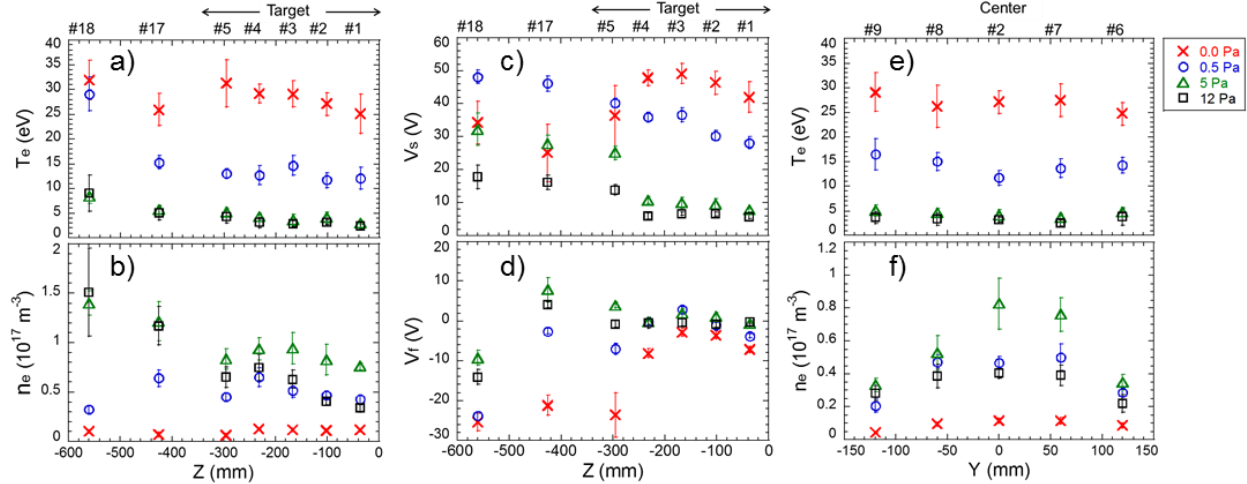 Target
#18 #17 #5 #4 #3 #2 #1
a)
40
35
30
25
20
15
10
5
0
Te (eV)
b)
2
1.5
1
0.5
0
ne (10^17 m^-3)
-600 -500 -400 -300 -200 -100 0
Z (mm)
Target
#18 #17 #5 #4 #3 #2 #1
c)
60
50
40
30
20
10
0
Vs (V)
d)
20
10
0
-10
-20
-30
Vf (V)
-600 -500 -400 -300 -200 -100 0
Z (mm)
Center
#9 #8 #2 #7 #6
e)
40
35
30
25
20
15
10
5
0
Te (eV)
f)
1.2
1
0.8
0.6
0.4
0.2
0
ne (10^17 m^-3)
-150 -100 -50 0 50 100 150
Y (mm)
0.0 Pa
0.5 Pa
5 Pa
12 Pa